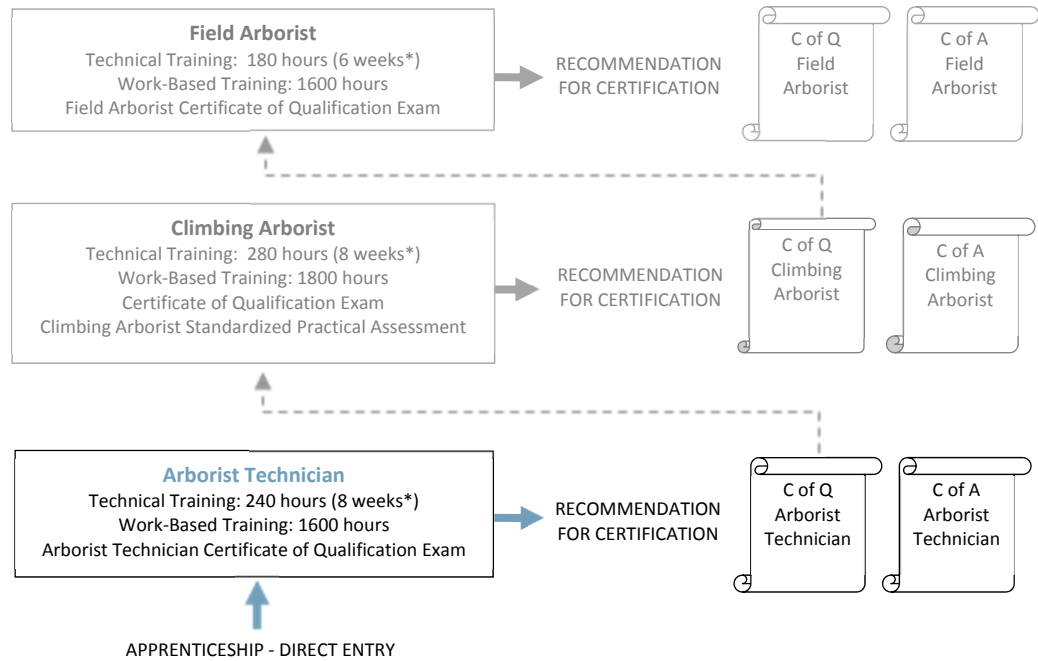 Field Arborist
Technical Training: 180 hours (6 weeks*)
Work-Based Training: 1600 hours
Field Arborist Certificate of Qualification Exam
RECOMMENDATION
FOR CERTIFICATION
C of Q
Field
Arborist
C of A
Field
Arborist
Climbing Arborist
Technical Training: 280 hours (8 weeks*)
Work-Based Training: 1800 hours
Certificate of Qualification Exam
Climbing Arborist Standardized Practical Assessment
RECOMMENDATION
FOR CERTIFICATION
C of Q
Climbing
Arborist
C of A
Climbing
Arborist
Arborist Technician
Technical Training: 240 hours (8 weeks*)
Work-Based Training: 1600 hours
Arborist Technician Certificate of Qualification Exam
RECOMMENDATION
FOR CERTIFICATION
C of Q
Arborist
Technician
C of A
Arborist
Technician
APPRENTICESHIP - DIRECT ENTRY